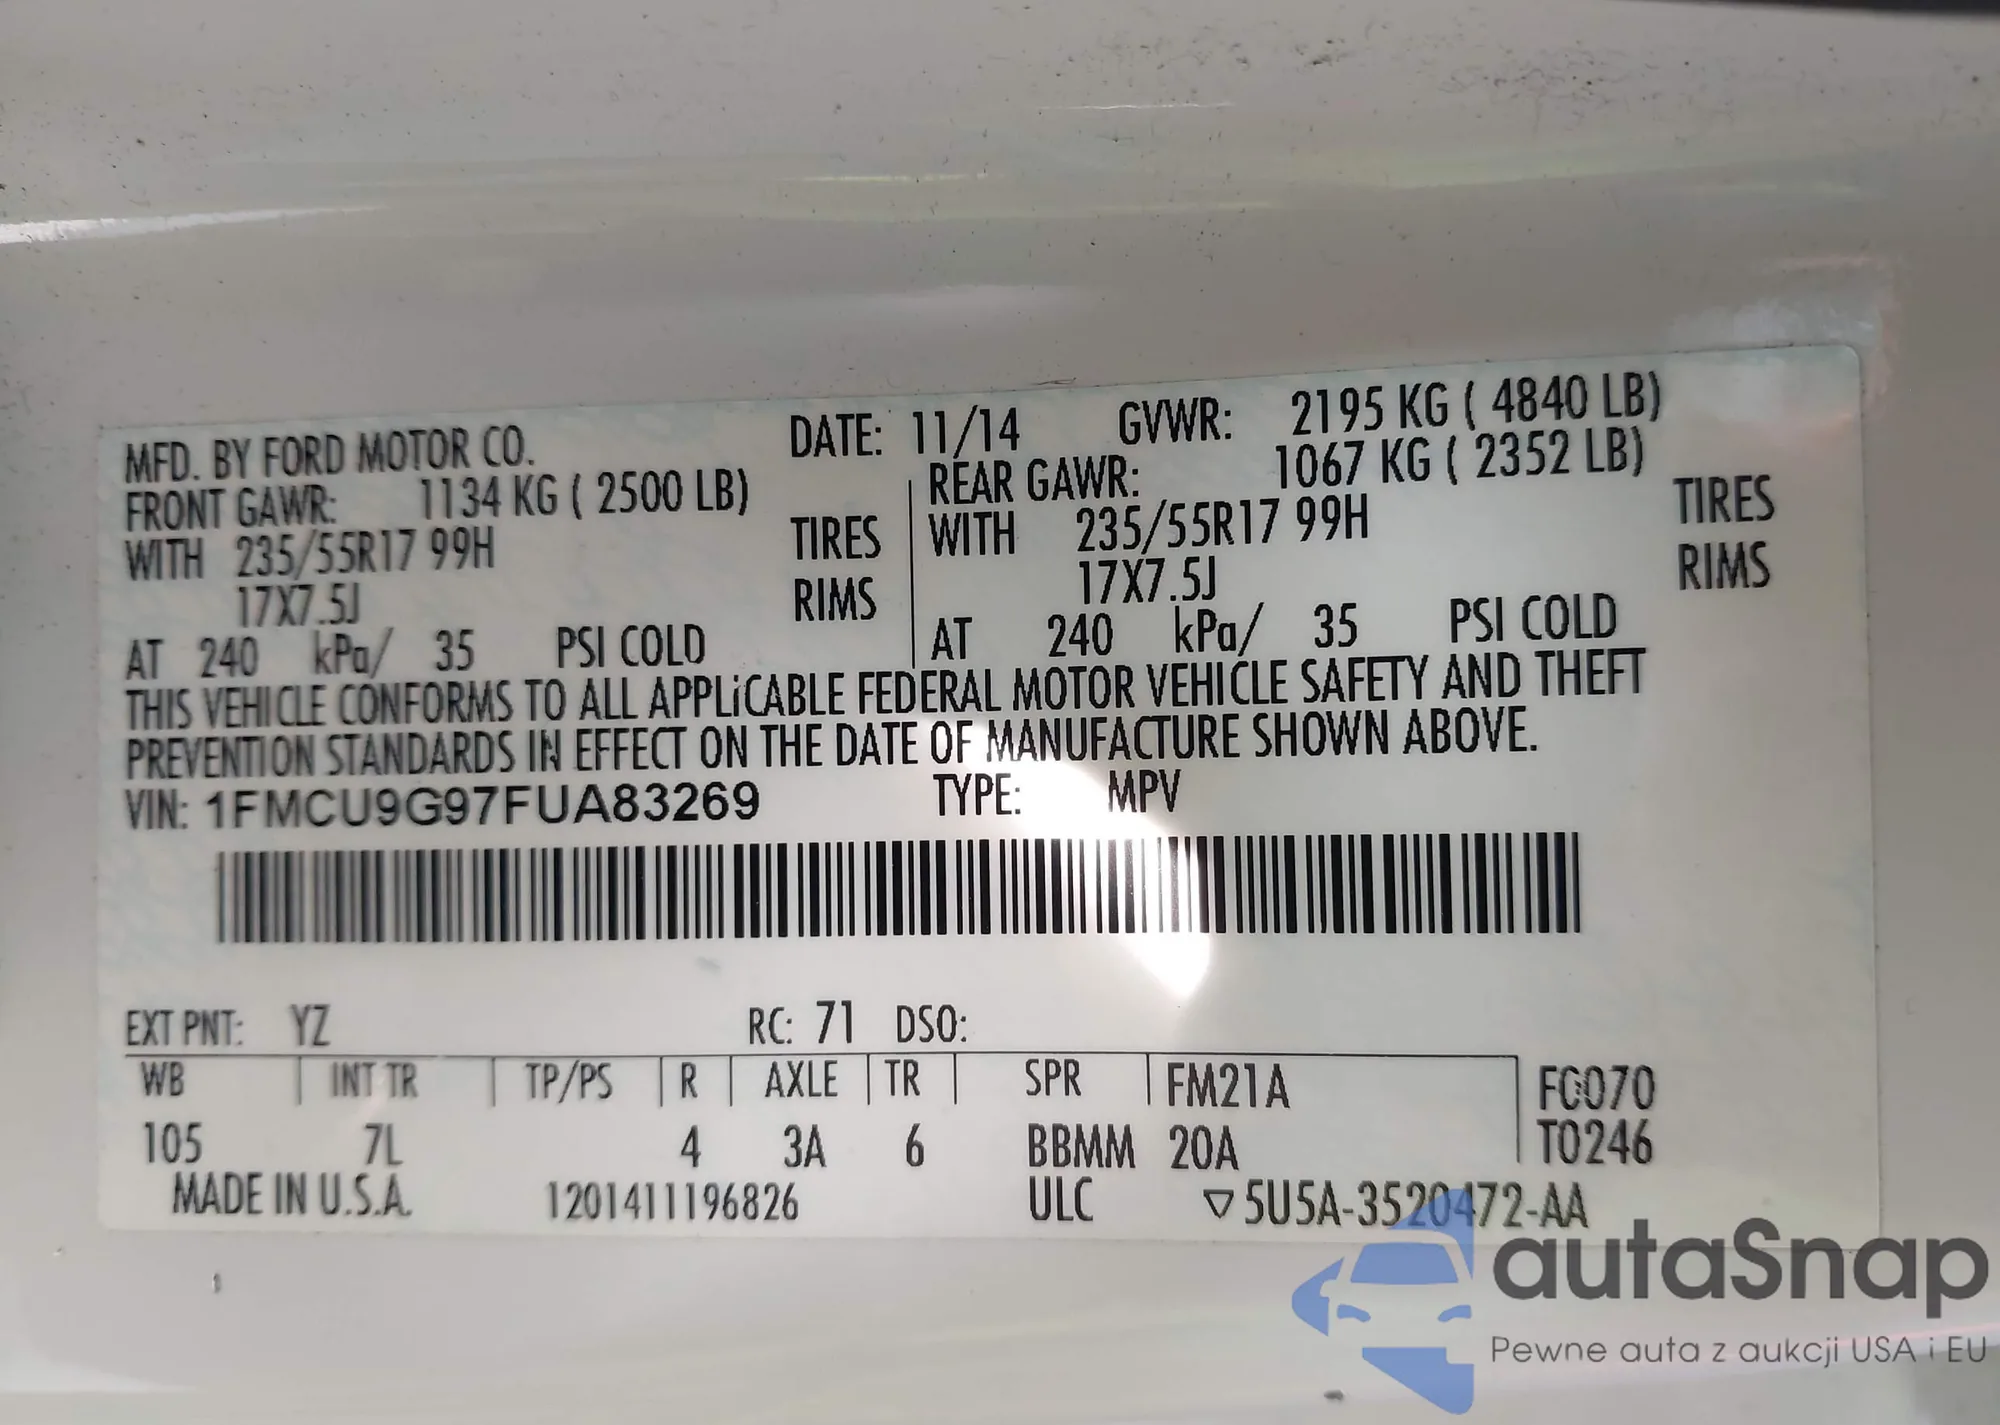 MFD. BY FORD MOTOR CO. DATE: 11/14 GVWR: 2195 KG ( 4840 LB)
FRONT GAWR: 1134 KG ( 2500 LB) REAR GAWR: 1067 KG ( 2352 LB)
WITH 235/55R17 99H TIRES WITH 235/55R17 99H TIRES
17X7.5J RIMS 17X7.5J RIMS
AT 240 kPa/ 35 PSI COLD AT 240 kPa/ 35 PSI COLD
THIS VEHICLE CONFORMS TO ALL APPLiCABLE FEDERAL MOTOR VEHICLE SAFETY AND THEFT
PREVENTION STANDARDS IN EFFECT ON THE DATE OF MANUFACTURE SHOWN ABOVE.
VIN: 1FMCU9G97FUA83269 TYPE: MPV
EXT PNT: YZ RC: 71 DSO:
WB INT TR TP/PS R AXLE TR SPR FM21A FC070
105 7L 4 3A 6 BBMM 20A T0246
MADE IN U.S.A. 1201411196826 ULC ▽5U5A-3520472-AA
autaSnap
Pewne auta z aukcji USA i EU